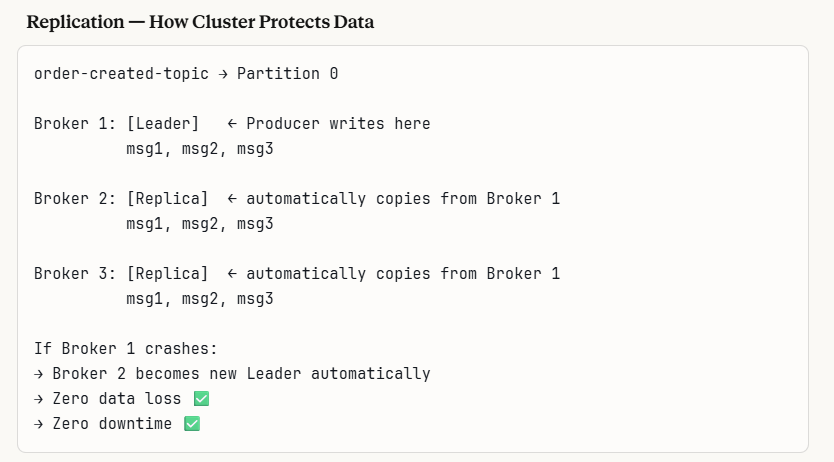 Replication — How Cluster Protects Data
order-created-topic → Partition 0
Broker 1: [Leader]   ← Producer writes here
          msg1, msg2, msg3
Broker 2: [Replica]  ← automatically copies from Broker 1
          msg1, msg2, msg3
Broker 3: [Replica]  ← automatically copies from Broker 1
          msg1, msg2, msg3
If Broker 1 crashes:
→ Broker 2 becomes new Leader automatically
→ Zero data loss ✅
→ Zero downtime ✅